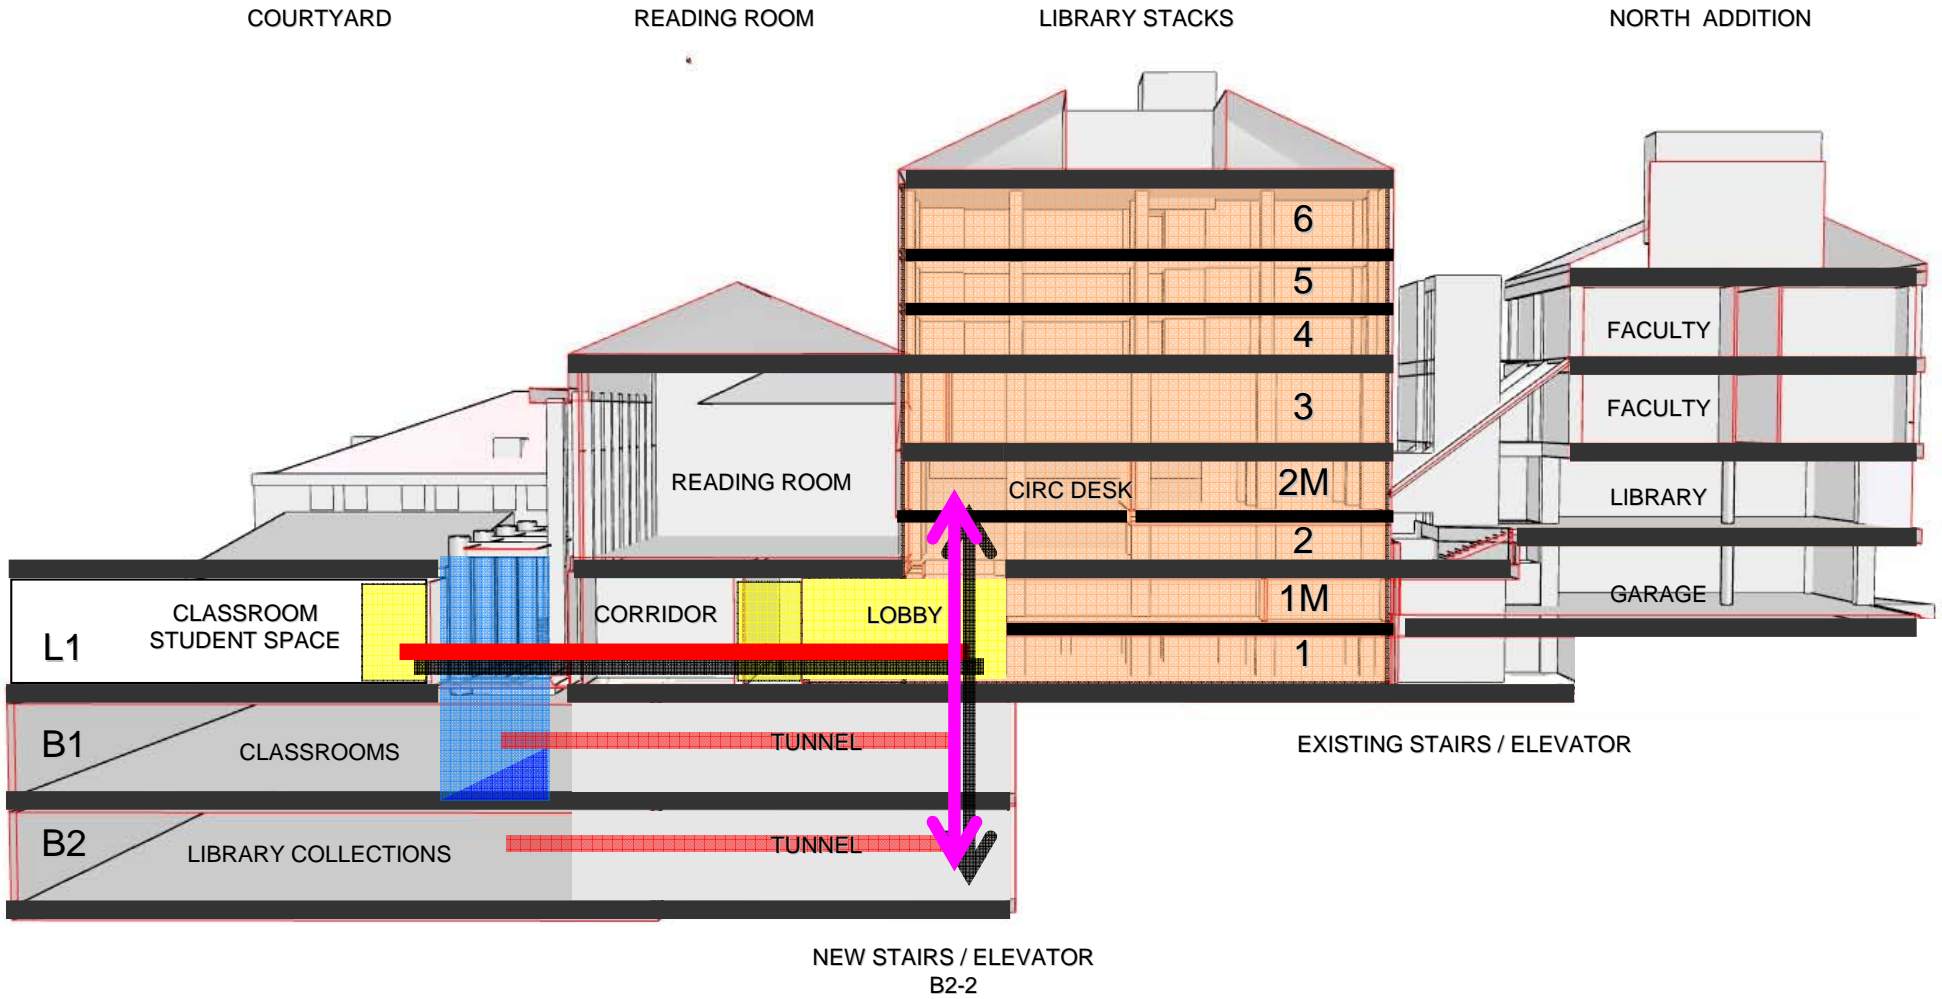 COURTYARD
READING ROOM
LIBRARY STACKS
NORTH ADDITION
6
5
4
3
2M
2
1M
1
CIRC DESK
FACULTY
FACULTY
LIBRARY
GARAGE
READING ROOM
CLASSROOM
STUDENT SPACE
L1
CORRIDOR
LOBBY
B1
CLASSROOMS
TUNNEL
EXISTING STAIRS / ELEVATOR
B2
LIBRARY COLLECTIONS
TUNNEL
NEW STAIRS / ELEVATOR
B2-2